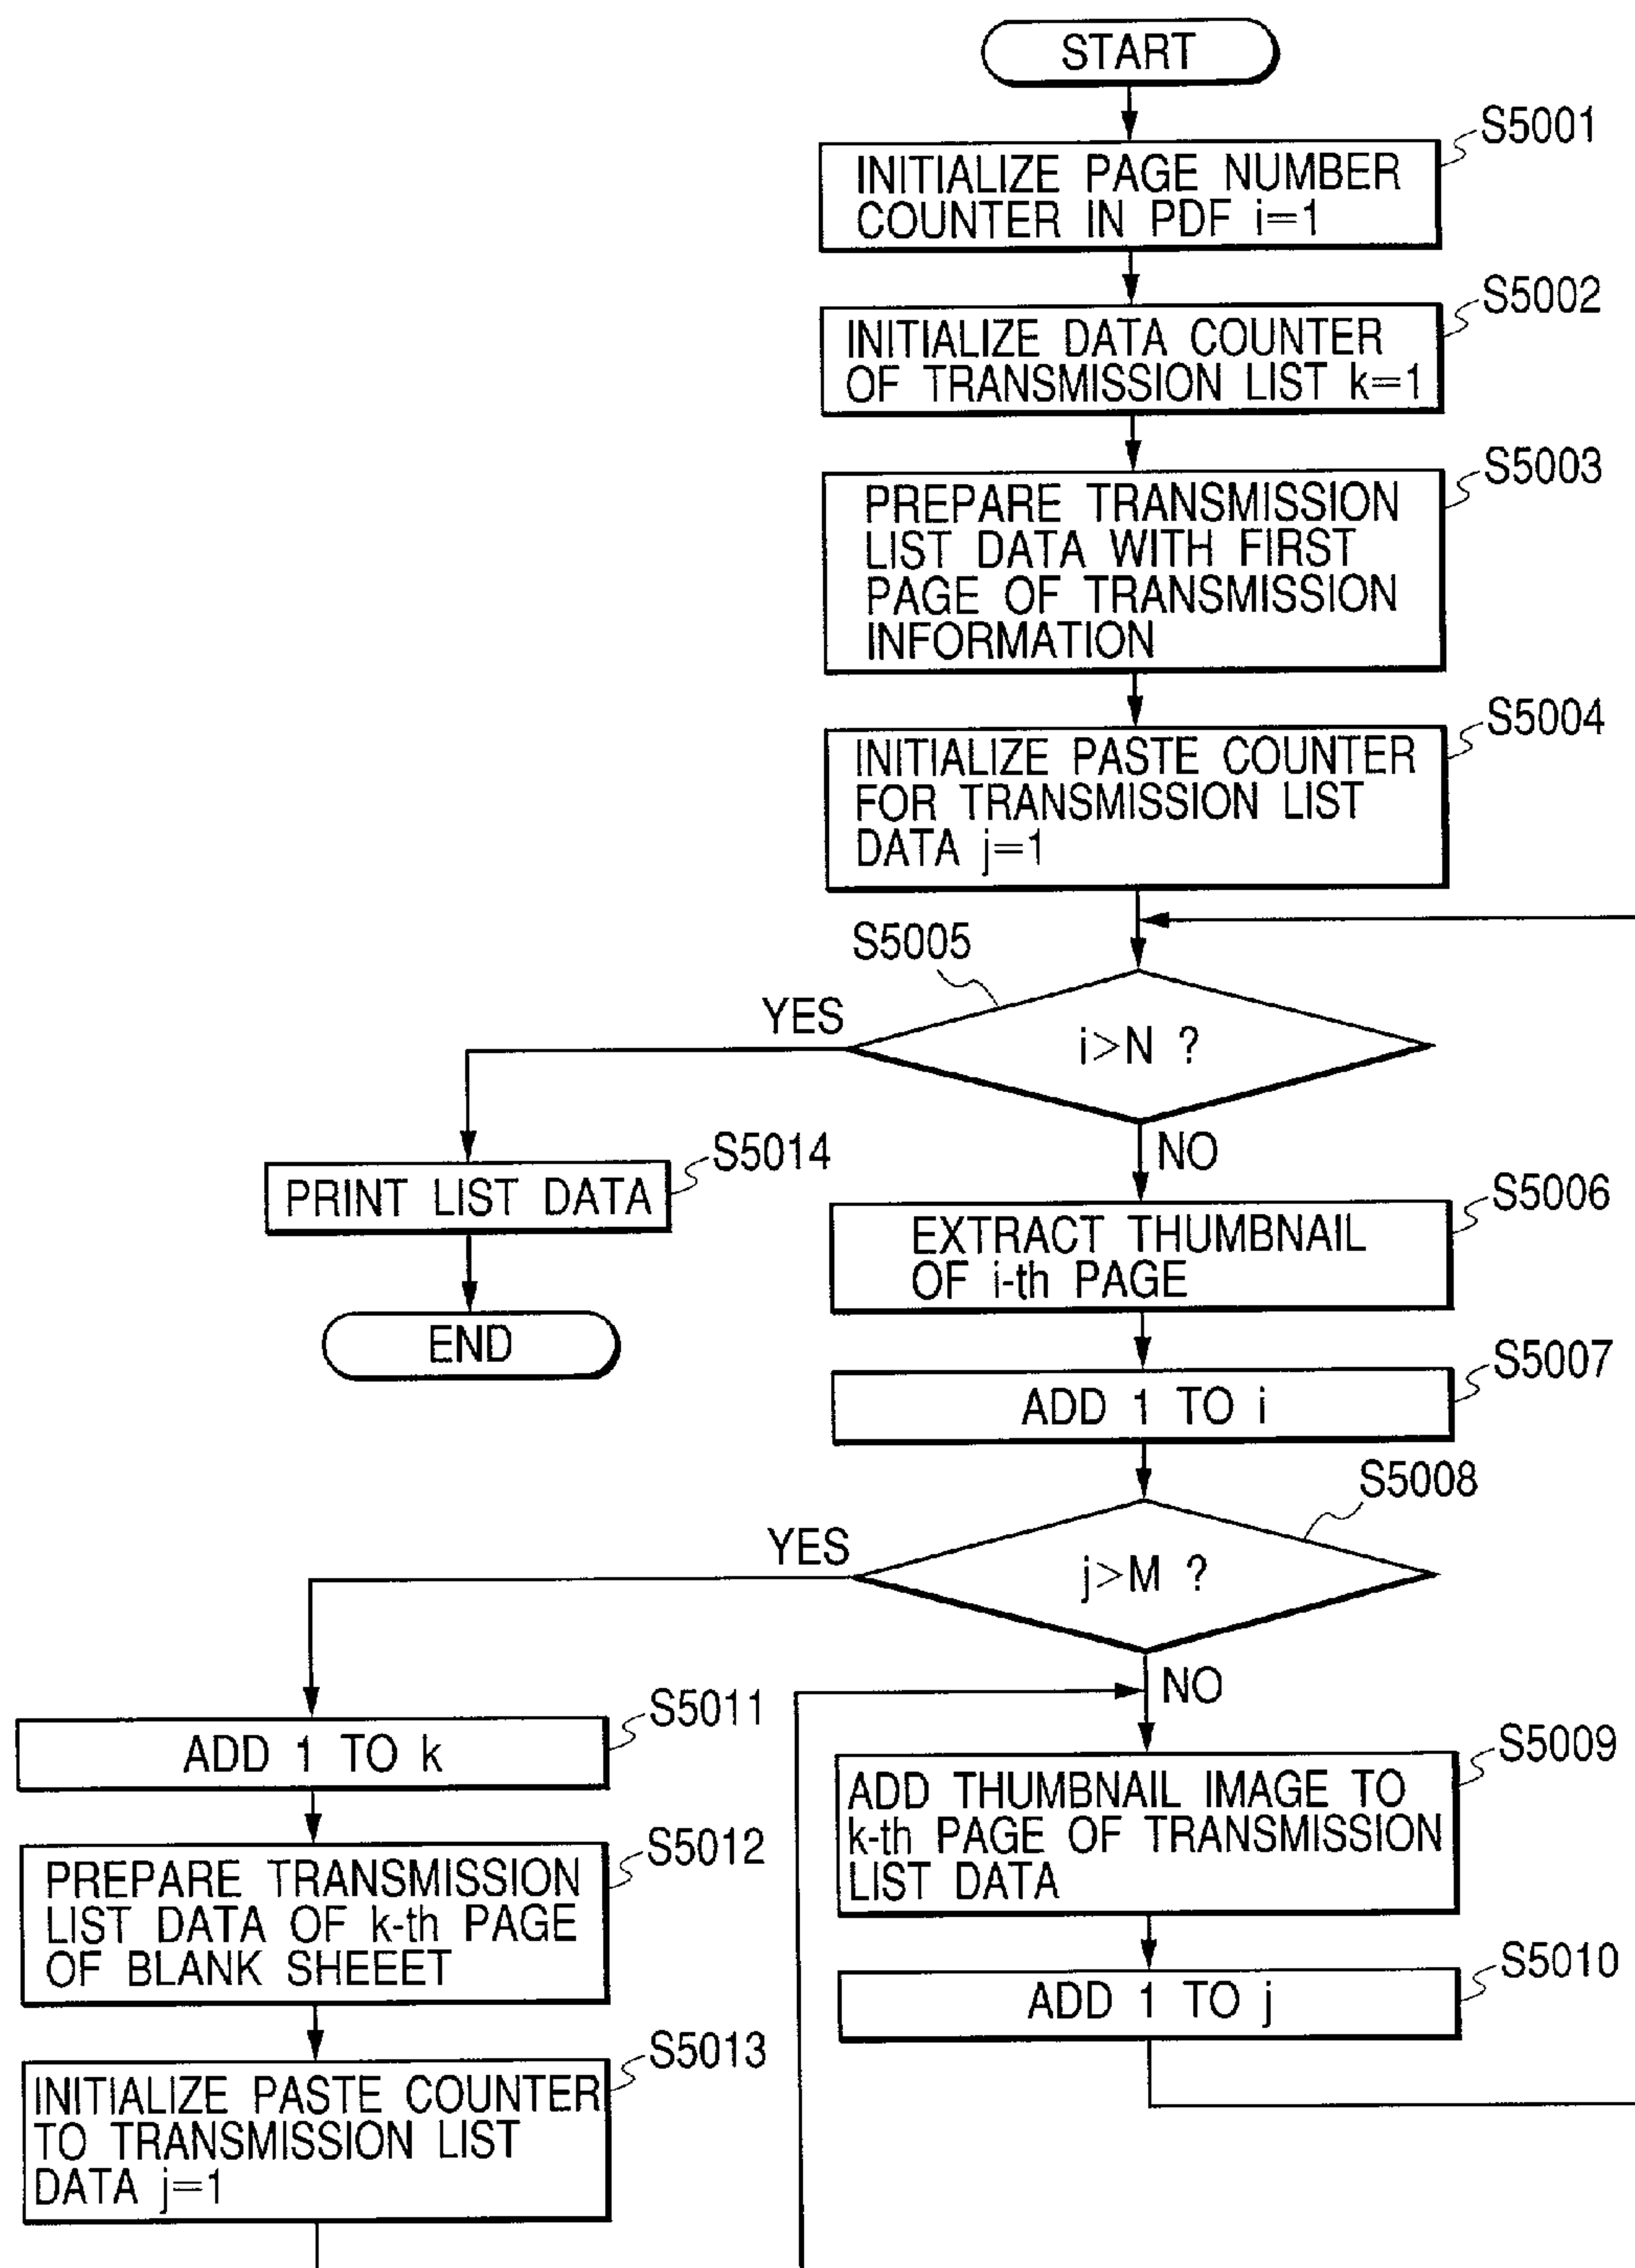 START
S5001
INITIALIZE PAGE NUMBER
COUNTER IN PDF i=1
S5002
INITIALIZE DATA COUNTER
OF TRANSMISSION LIST k=1
S5003
PREPARE TRANSMISSION
LIST DATA WITH FIRST
PAGE OF TRANSMISSION
INFORMATION
S5004
INITIALIZE PASTE COUNTER
FOR TRANSMISSION LIST
DATA j=1
S5005
YES
i>N ?
NO
S5014
PRINT LIST DATA
END
S5006
EXTRACT THUMBNAIL
OF i-th PAGE
S5007
ADD 1 TO i
S5008
YES
j>M ?
NO
S5011
ADD 1 TO k
S5012
PREPARE TRANSMISSION
LIST DATA OF k-th PAGE
OF BLANK SHEEET
S5013
INITIALIZE PASTE COUNTER
TO TRANSMISSION LIST
DATA j=1
S5009
ADD THUMBNAIL IMAGE TO
k-th PAGE OF TRANSMISSION
LIST DATA
S5010
ADD 1 TO j